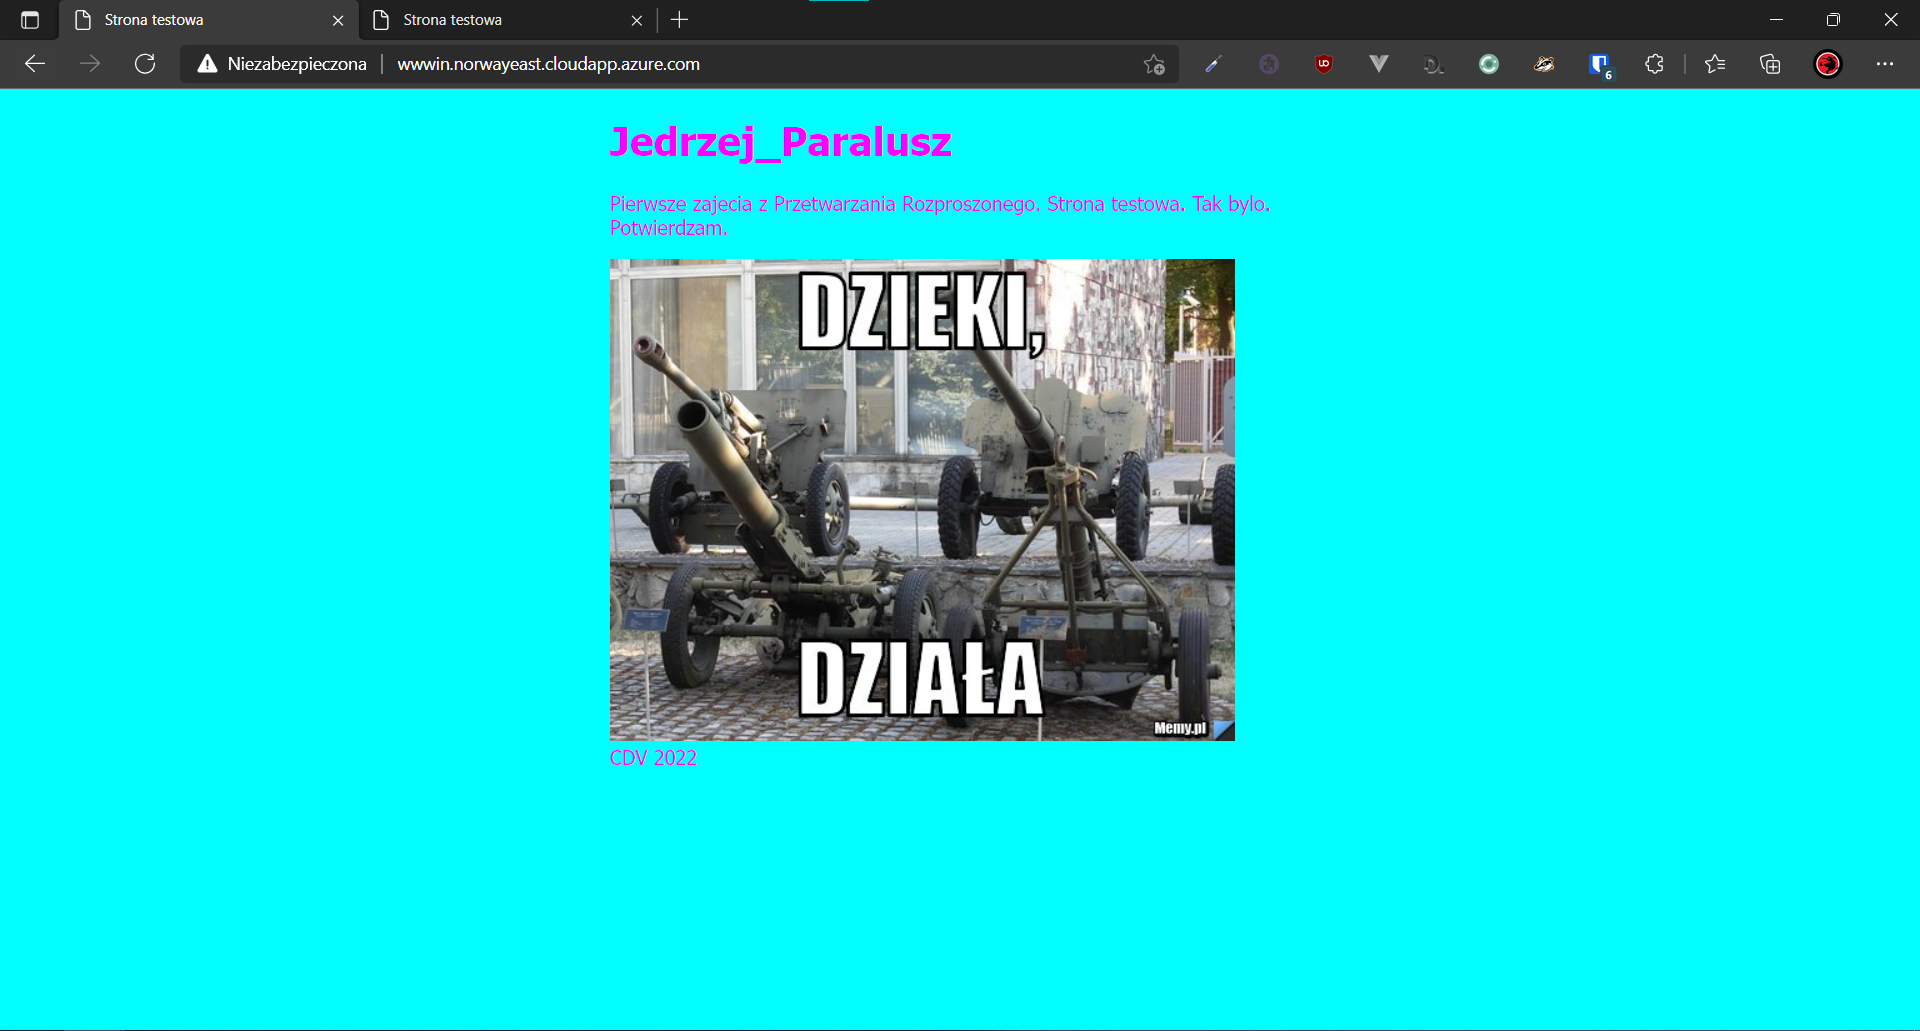 Strona testowa
Strona testowa
Niezabezpieczona
wwwin.norwayeast.cloudapp.azure.com
6
Jedrzej_Paralusz
Pierwsze zajecia z Przetwarzania Rozproszonego. Strona testowa. Tak bylo.
Potwierdzam.
DZIEKI,
DZIAŁA
Memy.pl
CDV 2022